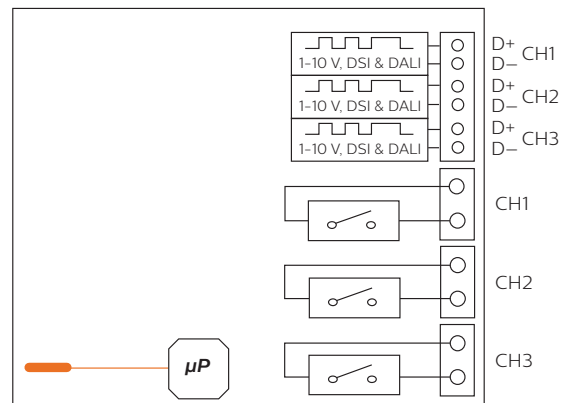 1-10 V, DSI & DALI D+ CH1
D–
1-10 V, DSI & DALI D+ CH2
D–
1-10 V, DSI & DALI D+ CH3
D–
CH1
CH2
CH3
µP